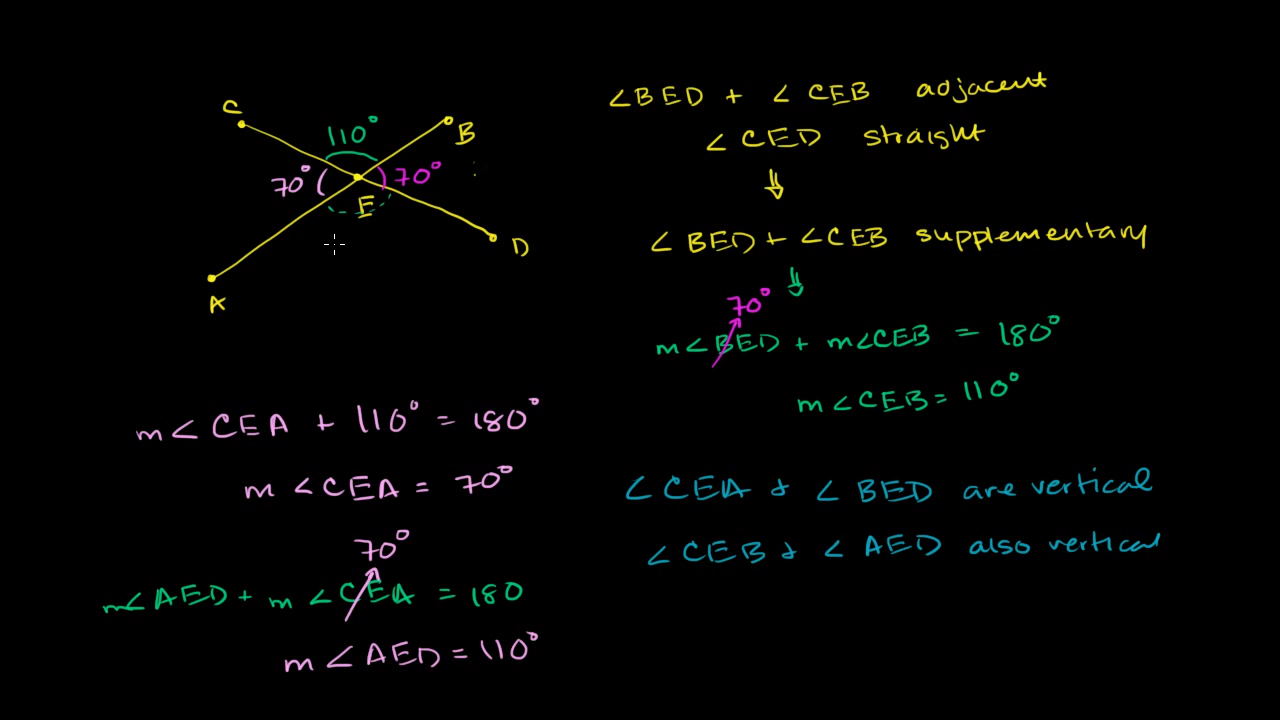 C
110°
B
70°
70°
E
D
A
∠BED + ∠CEB adjacent
∠CED straight
⇓
∠BED + ∠CEB supplementary
⇓
70°
m∠BED + m∠CEB = 180°
m∠CEB = 110°
m∠CEA + 110° = 180°
m∠CEA = 70°
70°
m∠AED + m∠CEA = 180
m∠AED = 110°
∠CEA & ∠BED are vertical
∠CEB & ∠AED also vertical